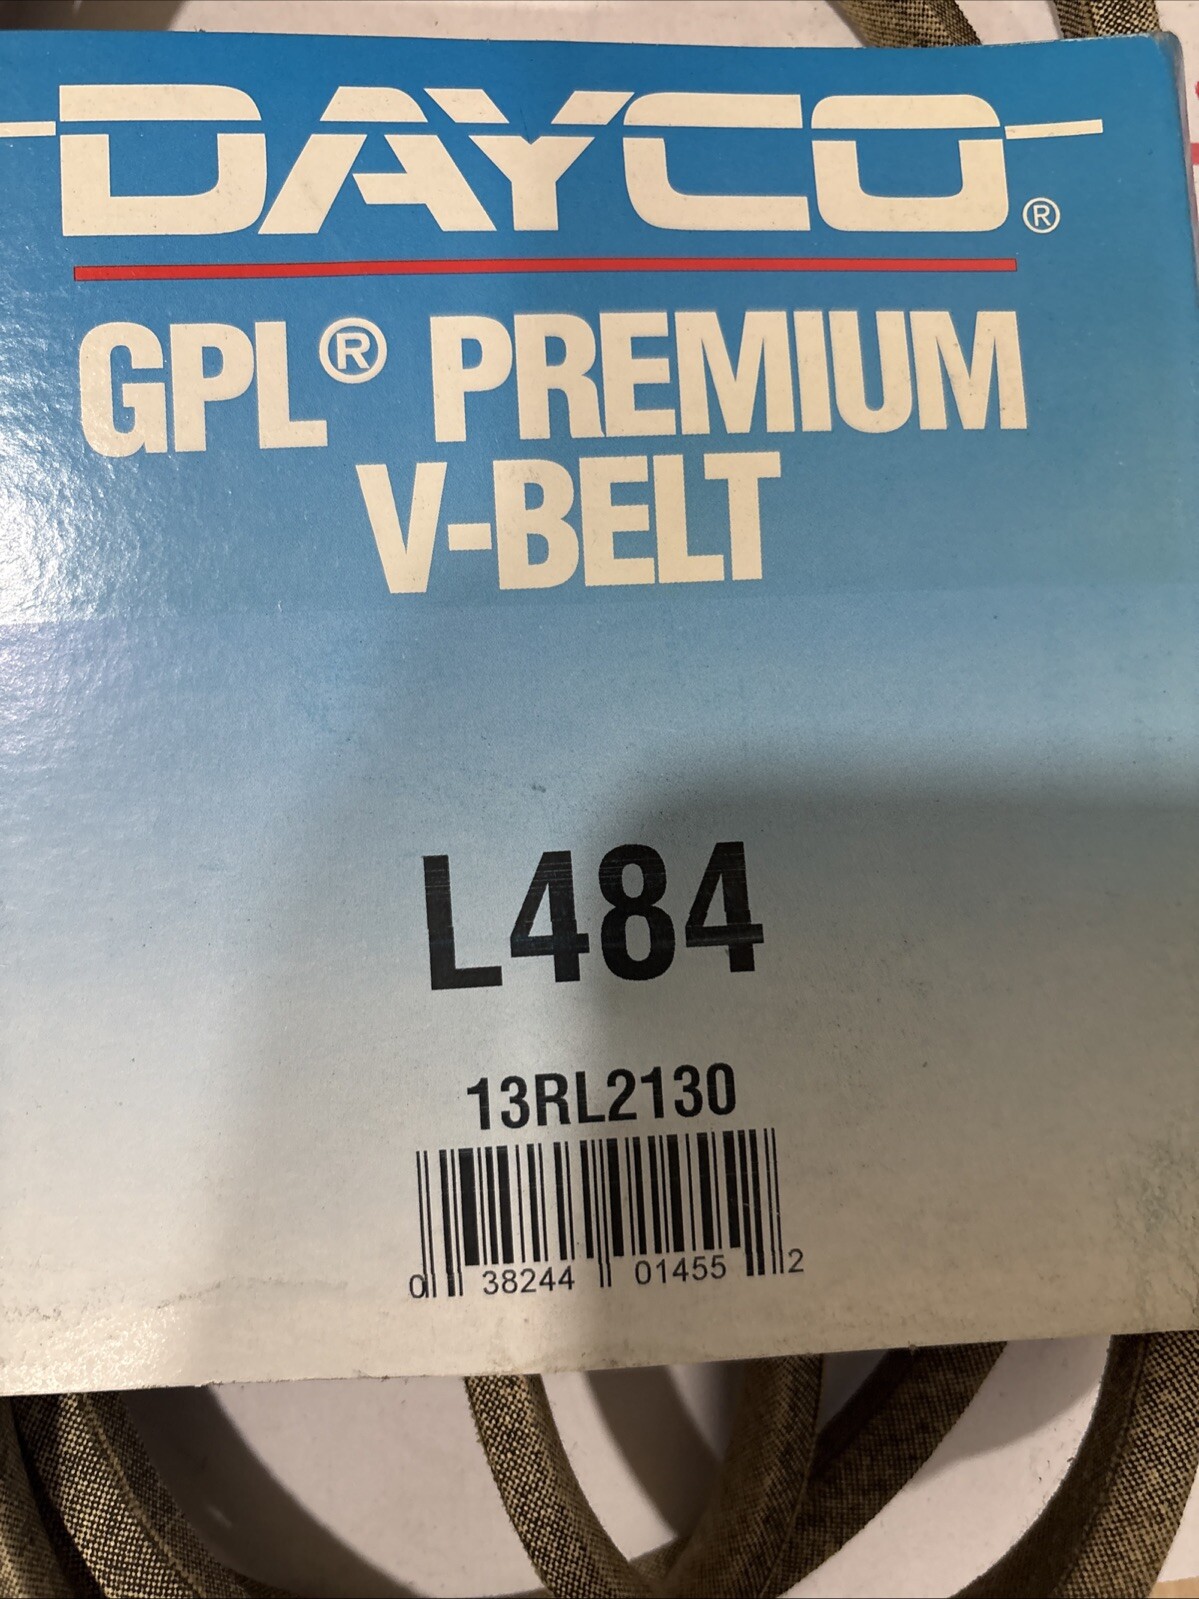 DAYCO®
GPL® PREMIUM
V-BELT
L484
13RL2130
0 38244 01455 2